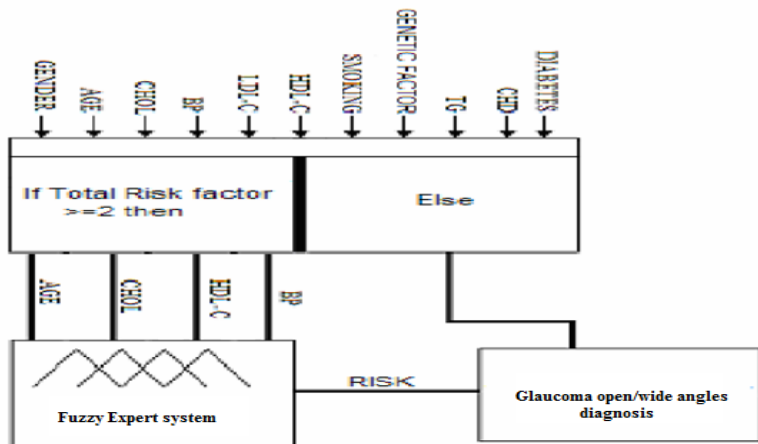 GENDER
AGE
CHOL
BP
LDL-C
HDL-C
SMOKING
GENETIC FACTOR
TG
CHD
DIABETES
If Total Risk factor
>=2 then
Else
AGE
CHOL
HDL-C
BP
RISK
Fuzzy Expert system
Glaucoma open/wide angles
diagnosis